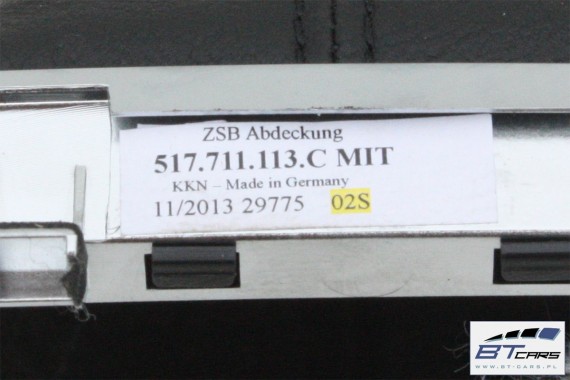 ZSB Abdeckung
517.711.113.C MIT
KKN – Made in Germany
11/2013 29775 02S
BTCARS
WWW.BT-CARS.PL